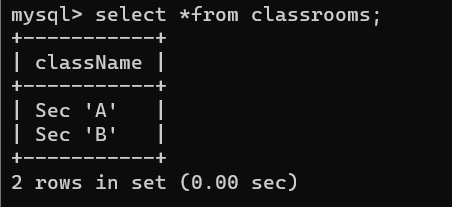 mysql> select *from classrooms;
+-----------+
| className |
+-----------+
| Sec 'A'   |
| Sec 'B'   |
+-----------+
2 rows in set (0.00 sec)